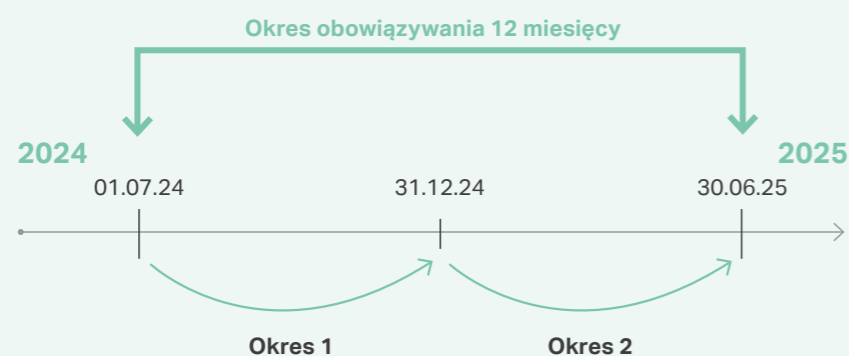 Okres obowiązywania 12 miesięcy
2024
2025
01.07.24
31.12.24
30.06.25
Okres 1
Okres 2